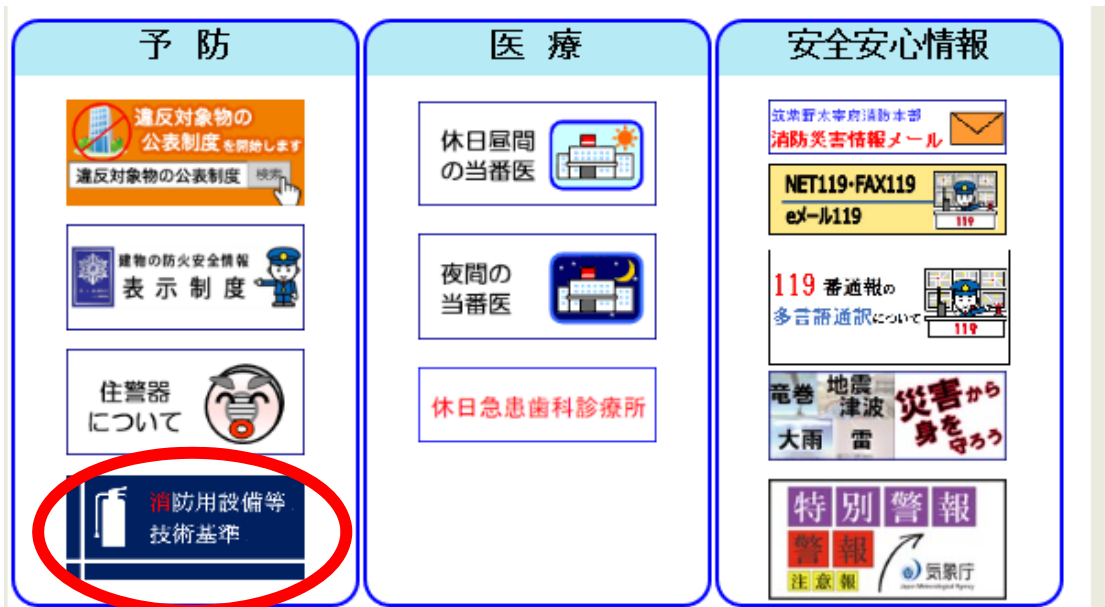 予 防
違反対象物の
公表制度を開始します
違反対象物の公表制度 検索
建物の防火安全情報
表示制度
住警器
について
消防用設備等
技術基準
医 療
休日昼間
の当番医
夜間の
当番医
休日急患歯科診療所
安全安心情報
筑紫野太宰府消防本部
消防災害情報メール
NET119・FAX119
eメール119
119
119 番通報の
多言語通訳について
119
竜巻 地震
津波
大雨 雷
災害から
身を
守ろう
特別警報
警報
注意報
気象庁
Japan Meteorological Agency